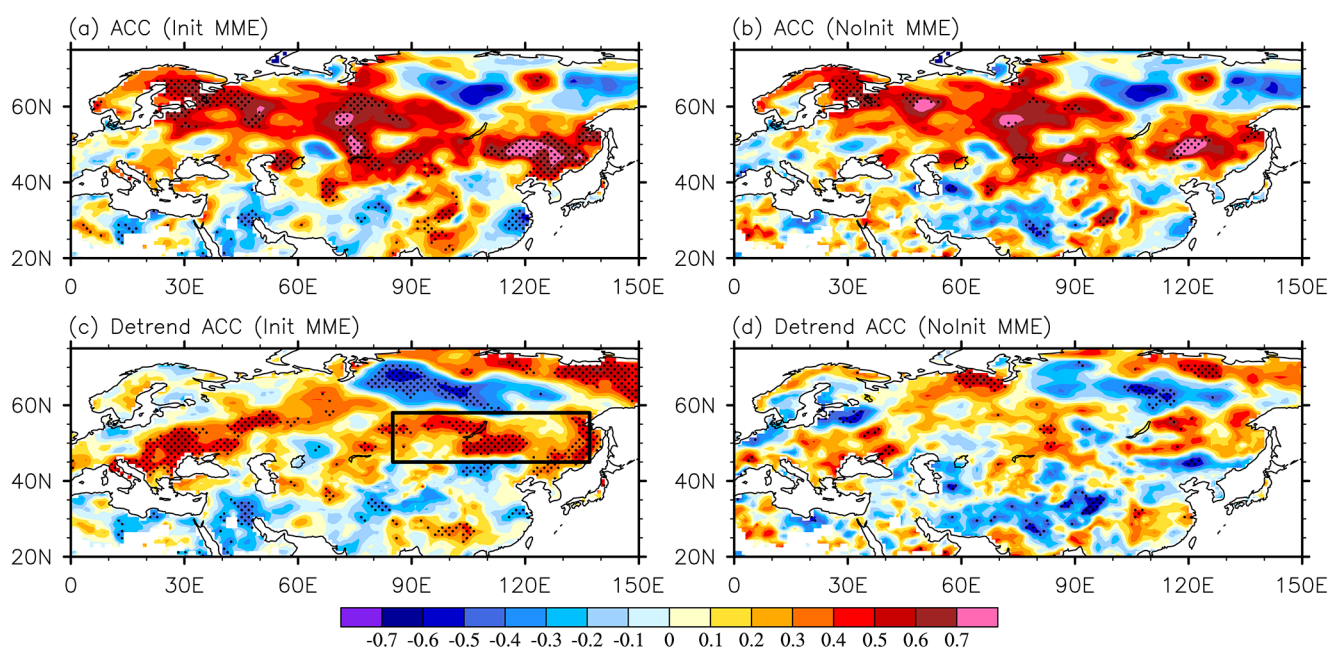 (a) ACC (Init MME)
(b) ACC (NoInit MME)
60N
40N
20N
0 30E 60E 90E 120E 150E
60N
40N
20N
0 30E 60E 90E 120E 150E
(c) Detrend ACC (Init MME)
(d) Detrend ACC (NoInit MME)
60N
40N
20N
0 30E 60E 90E 120E 150E
60N
40N
20N
0 30E 60E 90E 120E 150E
-0.7 -0.6 -0.5 -0.4 -0.3 -0.2 -0.1 0 0.1 0.2 0.3 0.4 0.5 0.6 0.7